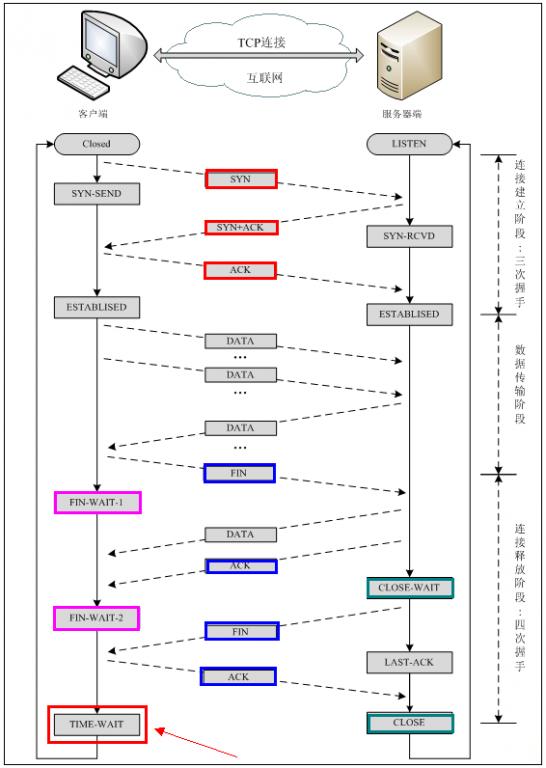 TCP连接
互联网
客户端
服务器端
Closed
LISTEN
SYN
SYN-SEND
SYN+ACK
SYN-RCVD
ACK
ESTABLISED
ESTABLISED
连接建立阶段：三次握手
DATA
...
DATA
...
DATA
...
数据传输阶段
FIN
FIN-WAIT-1
DATA
ACK
CLOSE-WAIT
FIN-WAIT-2
FIN
LAST-ACK
ACK
TIME-WAIT
CLOSE
连接释放阶段：四次握手